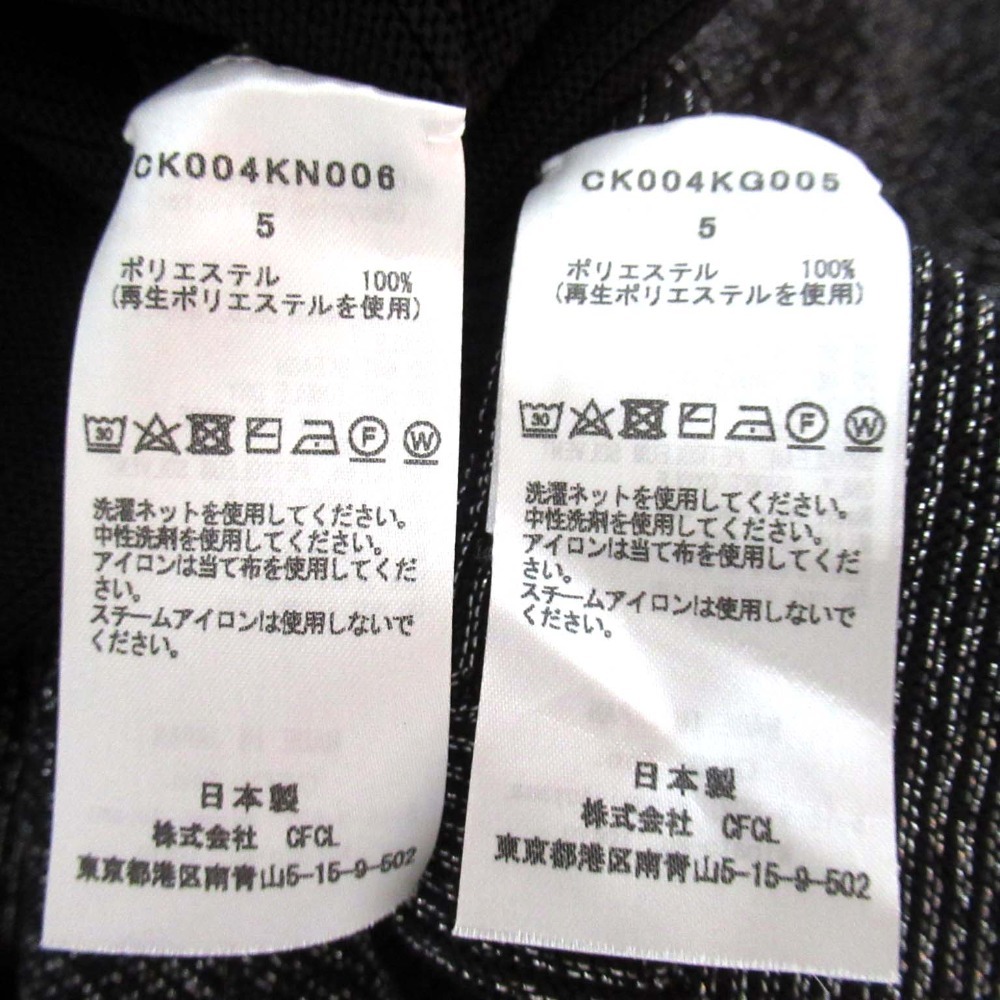 CK004KN006
5
ポリエステル 100%
(再生ポリエステルを使用)
30 F W
洗濯ネットを使用してください。
中性洗剤を使用してください。
アイロンは当て布を使用してくだ
さい。
スチームアイロンは使用しないで
ください。
日本製
株式会社 CFCL
東京都港区南青山5-15-9-502
CK004KG005
5
ポリエステル 100%
(再生ポリエステルを使用)
30 F W
洗濯ネットを使用してください。
中性洗剤を使用してください。
アイロンは当て布を使用してくだ
さい。
スチームアイロンは使用しないで
ください。
日本製
株式会社 CFCL
東京都港区南青山5-15-9-502